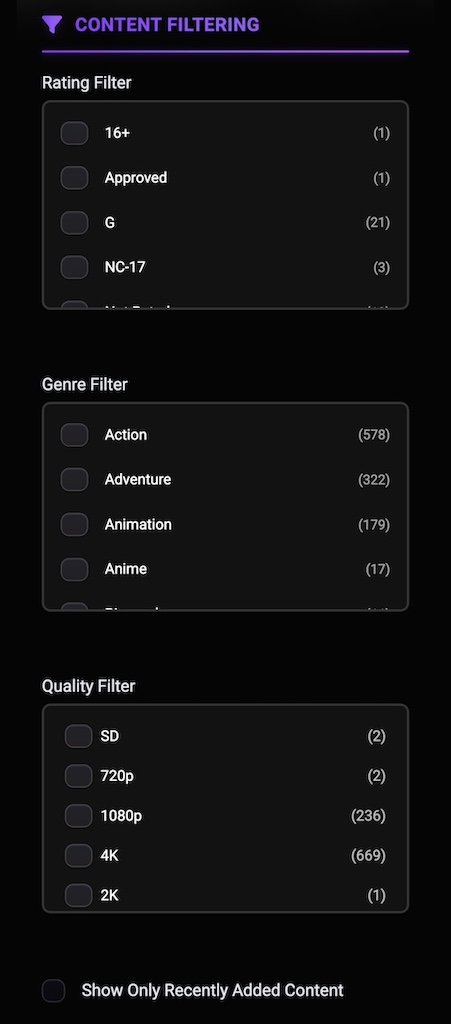 CONTENT FILTERING
Rating Filter
16+ (1)
Approved (1)
G (21)
NC-17 (3)
Genre Filter
Action (578)
Adventure (322)
Animation (179)
Anime (17)
Quality Filter
SD (2)
720p (2)
1080p (236)
4K (669)
2K (1)
Show Only Recently Added Content